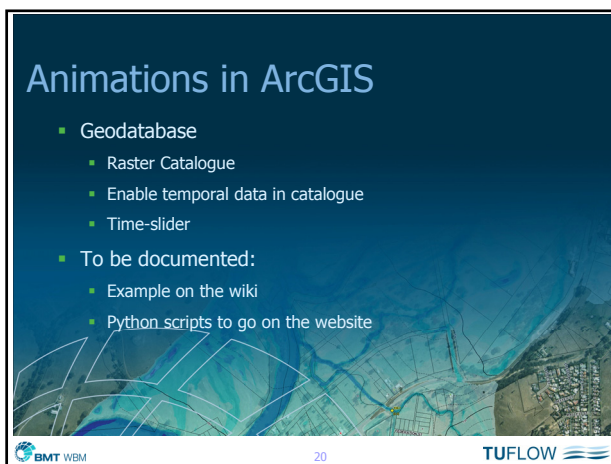 Animations in ArcGIS
▪ Geodatabase
▪ Raster Catalogue
▪ Enable temporal data in catalogue
▪ Time-slider
▪ To be documented:
▪ Example on the wiki
▪ Python scripts to go on the website
BMT WBM
20
TUFLOW